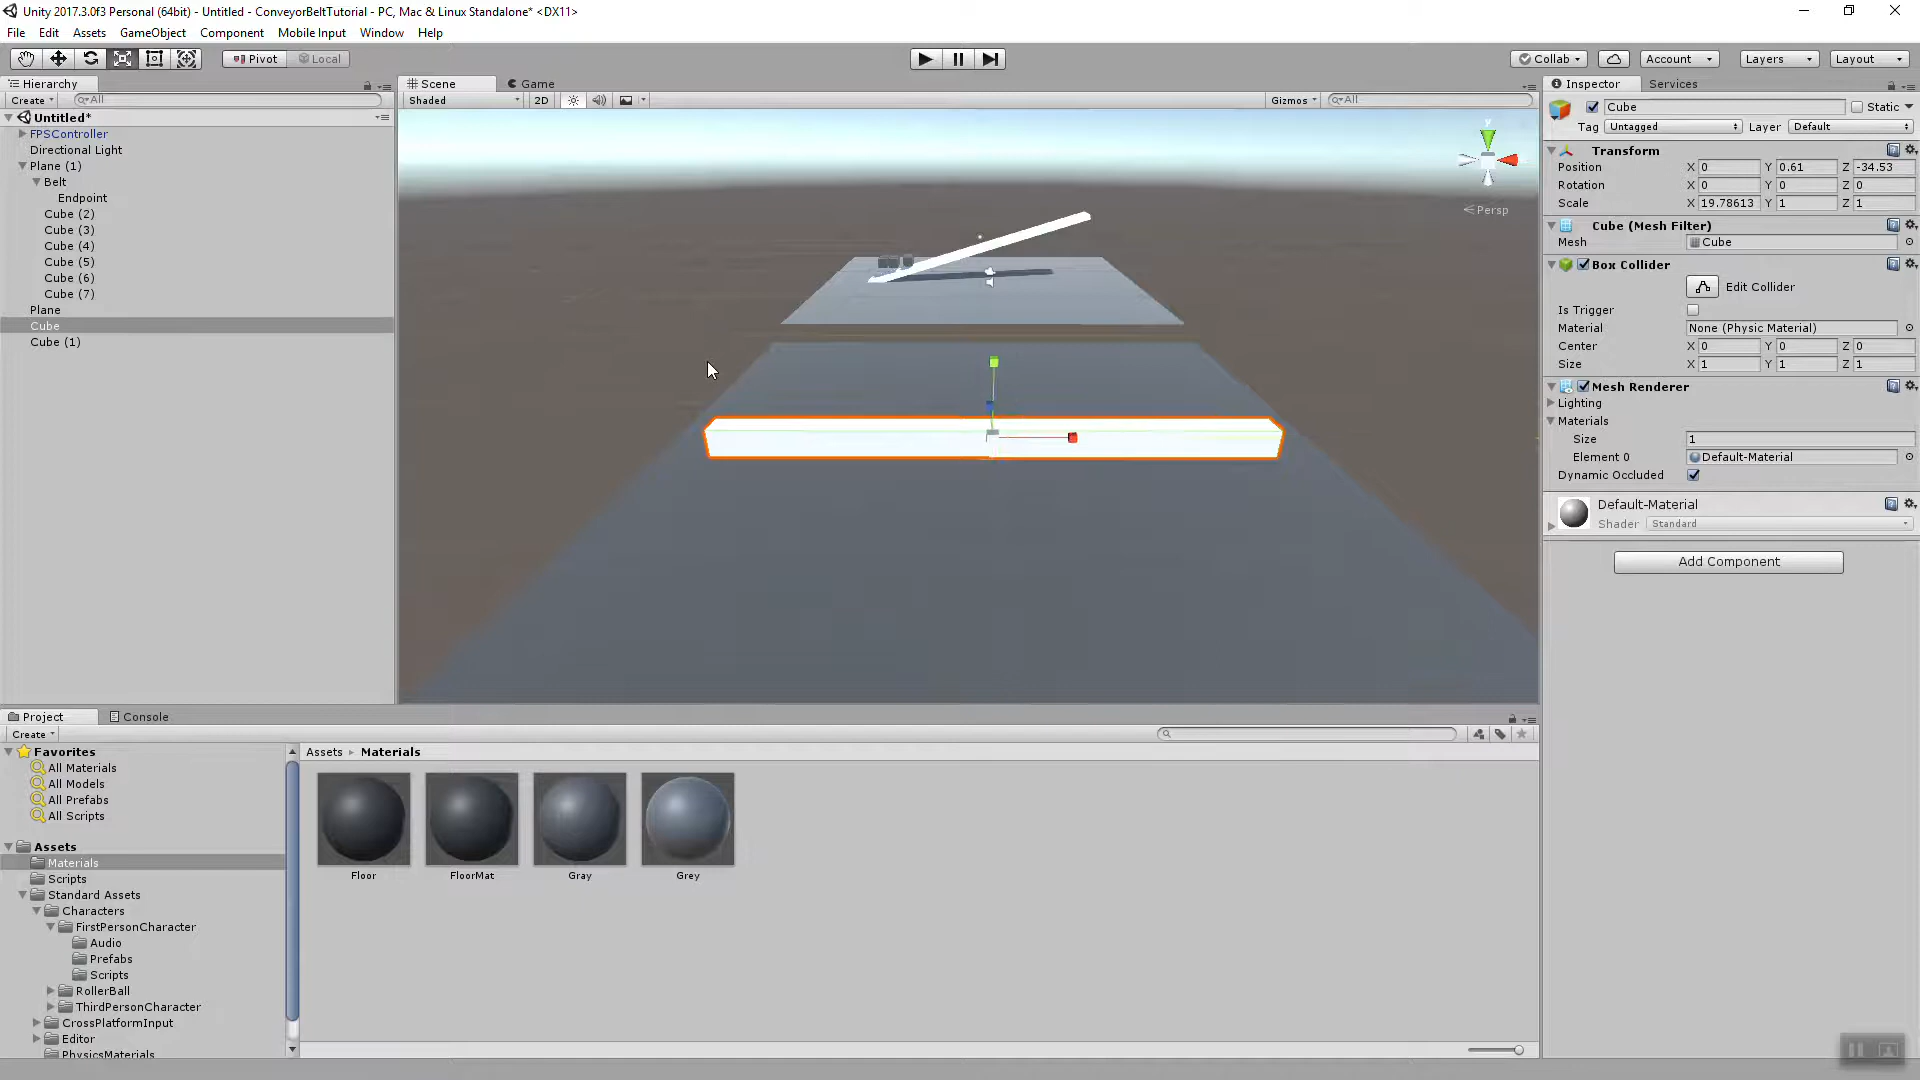 Unity 2017.3.0f3 Personal (64bit) - Untitled - ConveyorBeltTutorial - PC, Mac & Linux Standalone* <DX11>
File Edit Assets GameObject Component Mobile Input Window Help
Pivot Local Collab Account Layers Layout
Hierarchy Scene Game Inspector Services
Create All Shaded 2D Gizmos All Cube Static
Untitled* Tag Untagged Layer Default
FPSController
Directional Light Transform
Plane (1) Position X 0 Y 0.61 Z -34.53
Belt Rotation X 0 Y 0 Z 0
Endpoint Scale X 19.78613 Y 1 Z 1
y
Persp
Cube (2)
Cube (3) Cube (Mesh Filter)
Cube (4) Mesh Cube
Cube (5) Box Collider
Cube (6) Edit Collider
Cube (7)
Plane Is Trigger
Cube Material None (Physic Material)
Cube (1) Center X 0 Y 0 Z 0
Size X 1 Y 1 Z 1
Mesh Renderer
Lighting
Materials
Size 1
Element 0 Default-Material
Dynamic Occluded
Default-Material
Shader Standard
Add Component
Project Console
Create
Favorites Assets Materials
All Materials
All Models
All Prefabs
All Scripts
Assets
Materials
Scripts
Standard Assets
Characters
FirstPersonCharacter
Audio
Prefabs
Scripts
RollerBall
ThirdPersonCharacter
CrossPlatformInput
Editor
PhysicsMaterials
Floor FloorMat Gray Grey